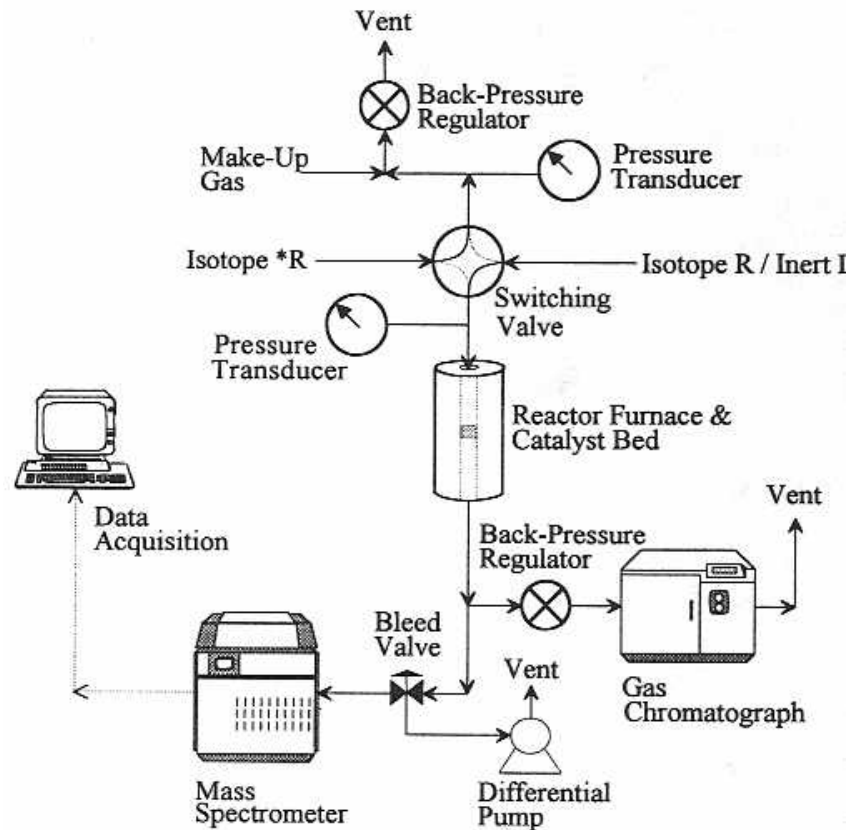 Vent
Back-Pressure
Regulator
Make-Up
Gas
Pressure
Transducer
Isotope *R
Isotope R / Inert I
Switching
Valve
Pressure
Transducer
Reactor Furnace &
Catalyst Bed
Vent
Data
Acquisition
Back-Pressure
Regulator
Bleed
Valve
Vent
Gas
Chromatograph
Mass
Spectrometer
Differential
Pump